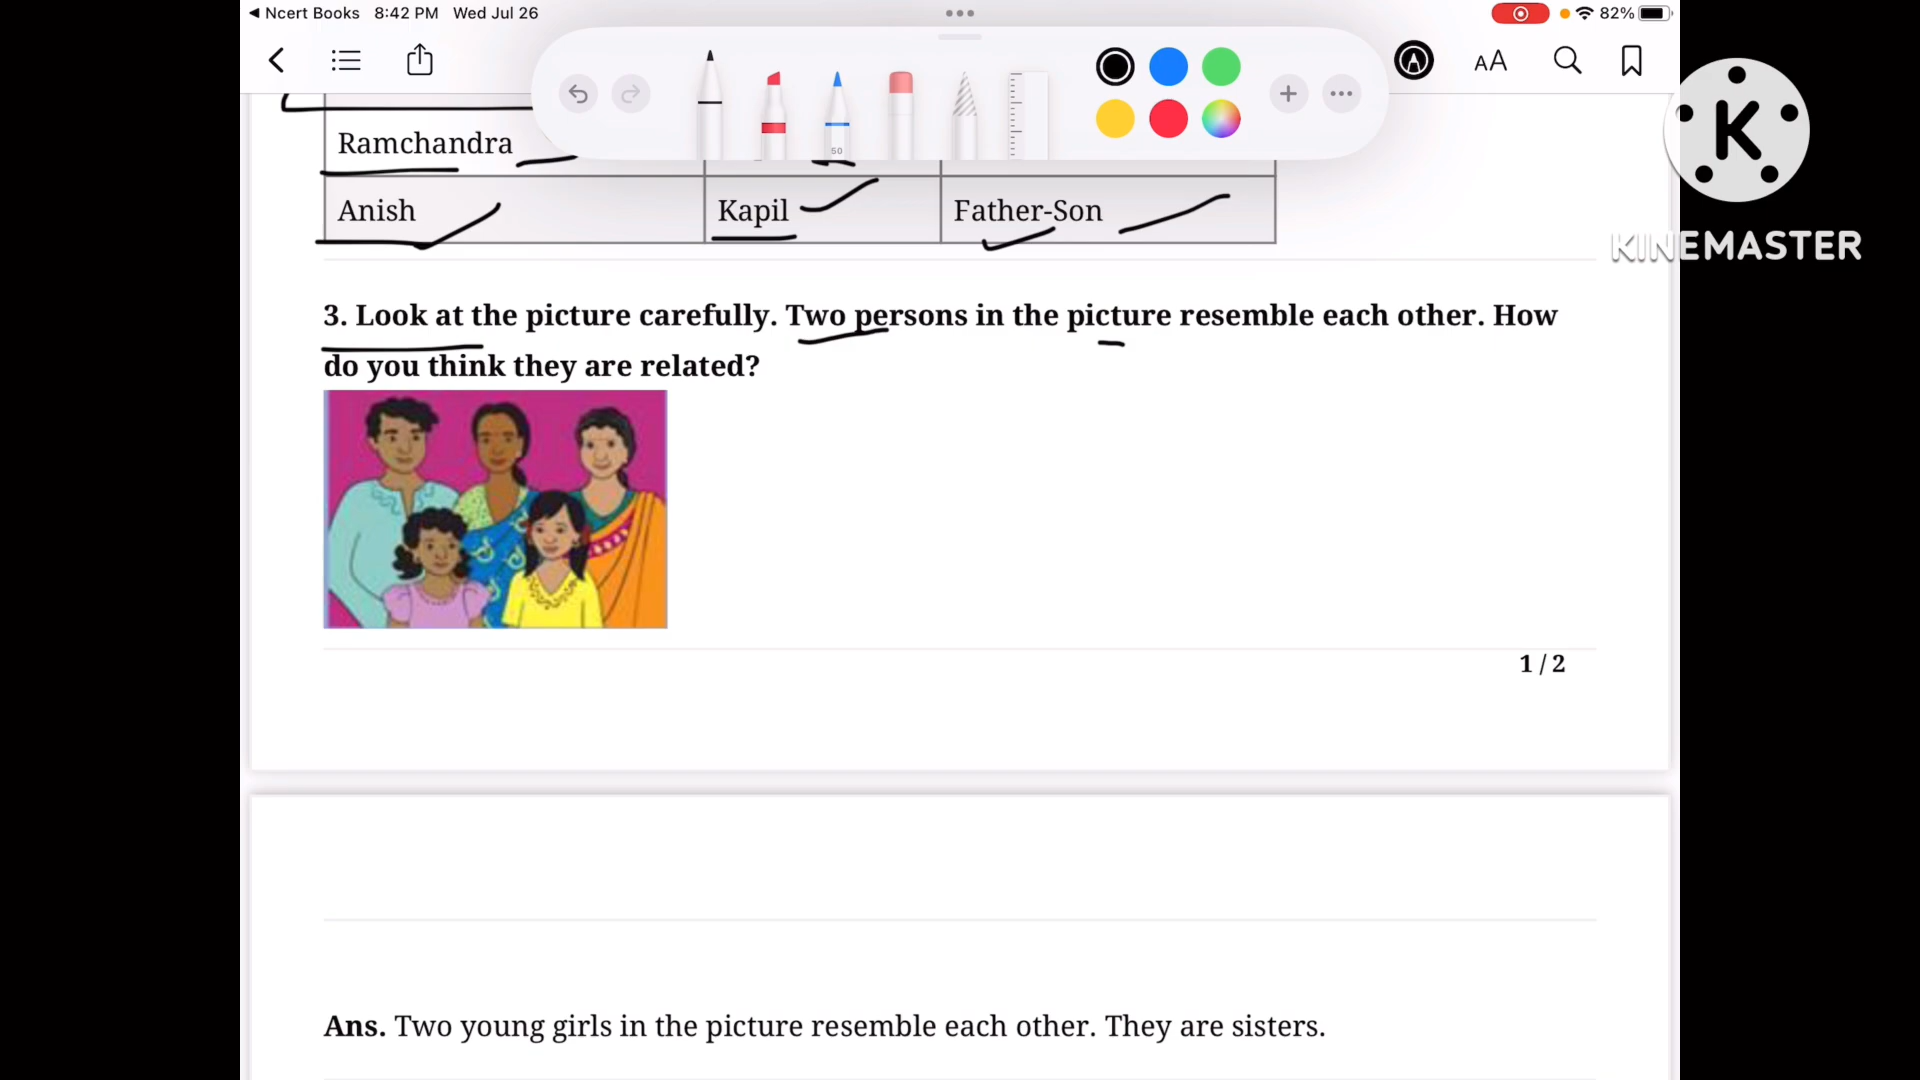 Ncert Books 8:42 PM Wed Jul 26
82%
AA
50
K
KINEMASTER
Ramchandra
Anish Kapil Father-Son
3. Look at the picture carefully. Two persons in the picture resemble each other. How
do you think they are related?
1 / 2
Ans. Two young girls in the picture resemble each other. They are sisters.